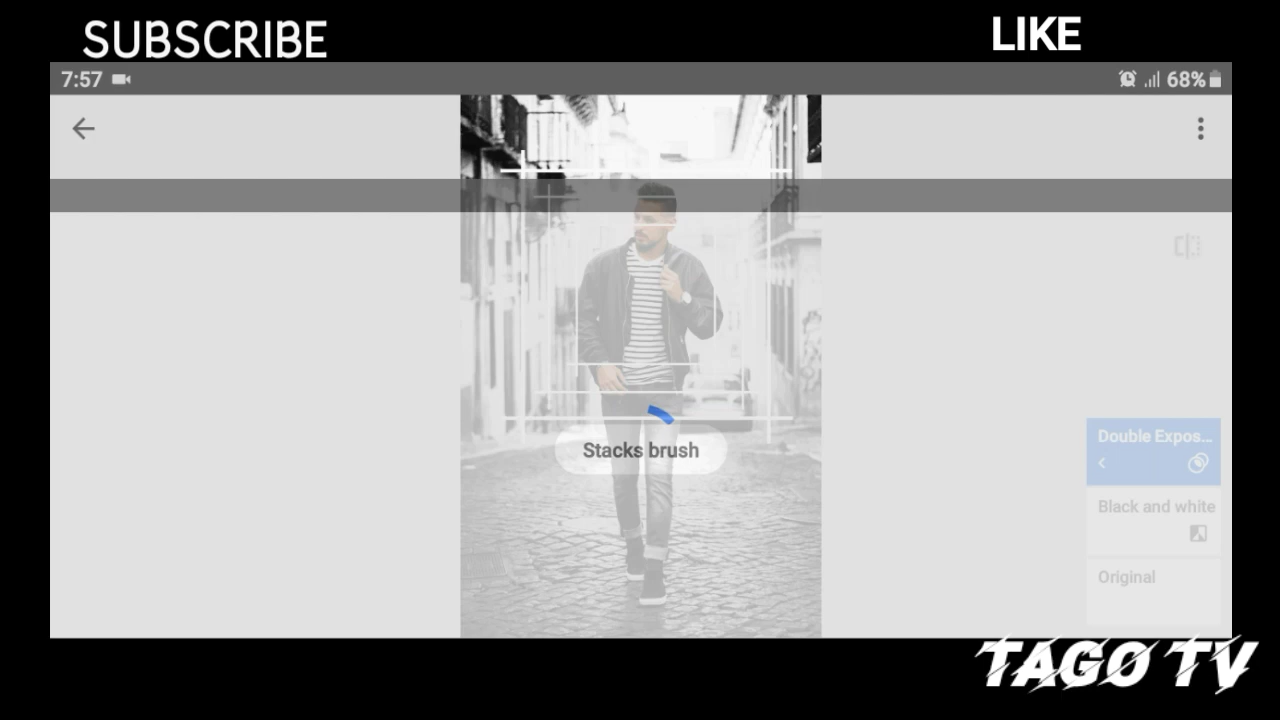 SUBSCRIBE
LIKE
7:57
68%
Stacks brush
Double Expos...
Black and white
Original
TAGO TV